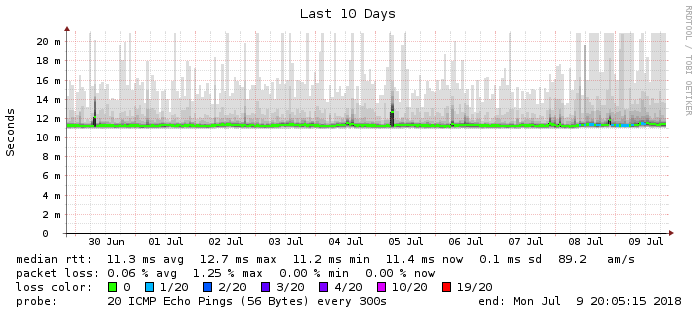 Last 10 Days
RRDTOOL / TOBI OETIKER
Seconds
20 m
18 m
16 m
14 m
12 m
10 m
8 m
6 m
4 m
2 m
0
30 Jun 01 Jul 02 Jul 03 Jul 04 Jul 05 Jul 06 Jul 07 Jul 08 Jul 09 Jul
median rtt: 11.3 ms avg 12.7 ms max 11.2 ms min 11.4 ms now 0.1 ms sd 89.2 am/s
packet loss: 0.06 % avg 1.25 % max 0.00 % min 0.00 % now
loss color: 0 1/20 2/20 3/20 4/20 10/20 19/20
probe: 20 ICMP Echo Pings (56 Bytes) every 300s end: Mon Jul 9 20:05:15 2018